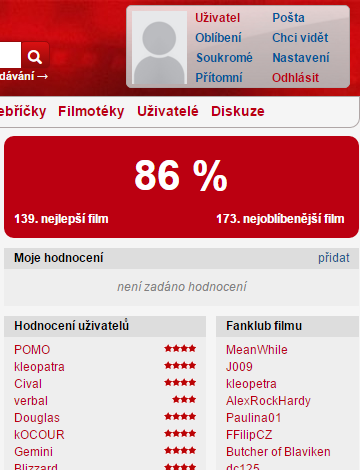 Uživatel Pošta
Oblíbení Chci vidět
Soukromé Nastavení
dávání → Přítomní Odhlásit
ebříčky Filmotéky Uživatelé Diskuze
86 %
139. nejlepší film 173. nejoblíbenější film
Moje hodnocení přidat
není zadáno hodnocení
Hodnocení uživatelů
POMO ****
kleopatra ****
Cival ****
verbal ***
Douglas ****
kOCOUR ****
Gemini ****
Blizzard ****
Fanklub filmu
MeanWhile
J009
kleopetra
AlexRockHardy
Paulina01
FFilipCZ
Butcher of Blaviken
dc125